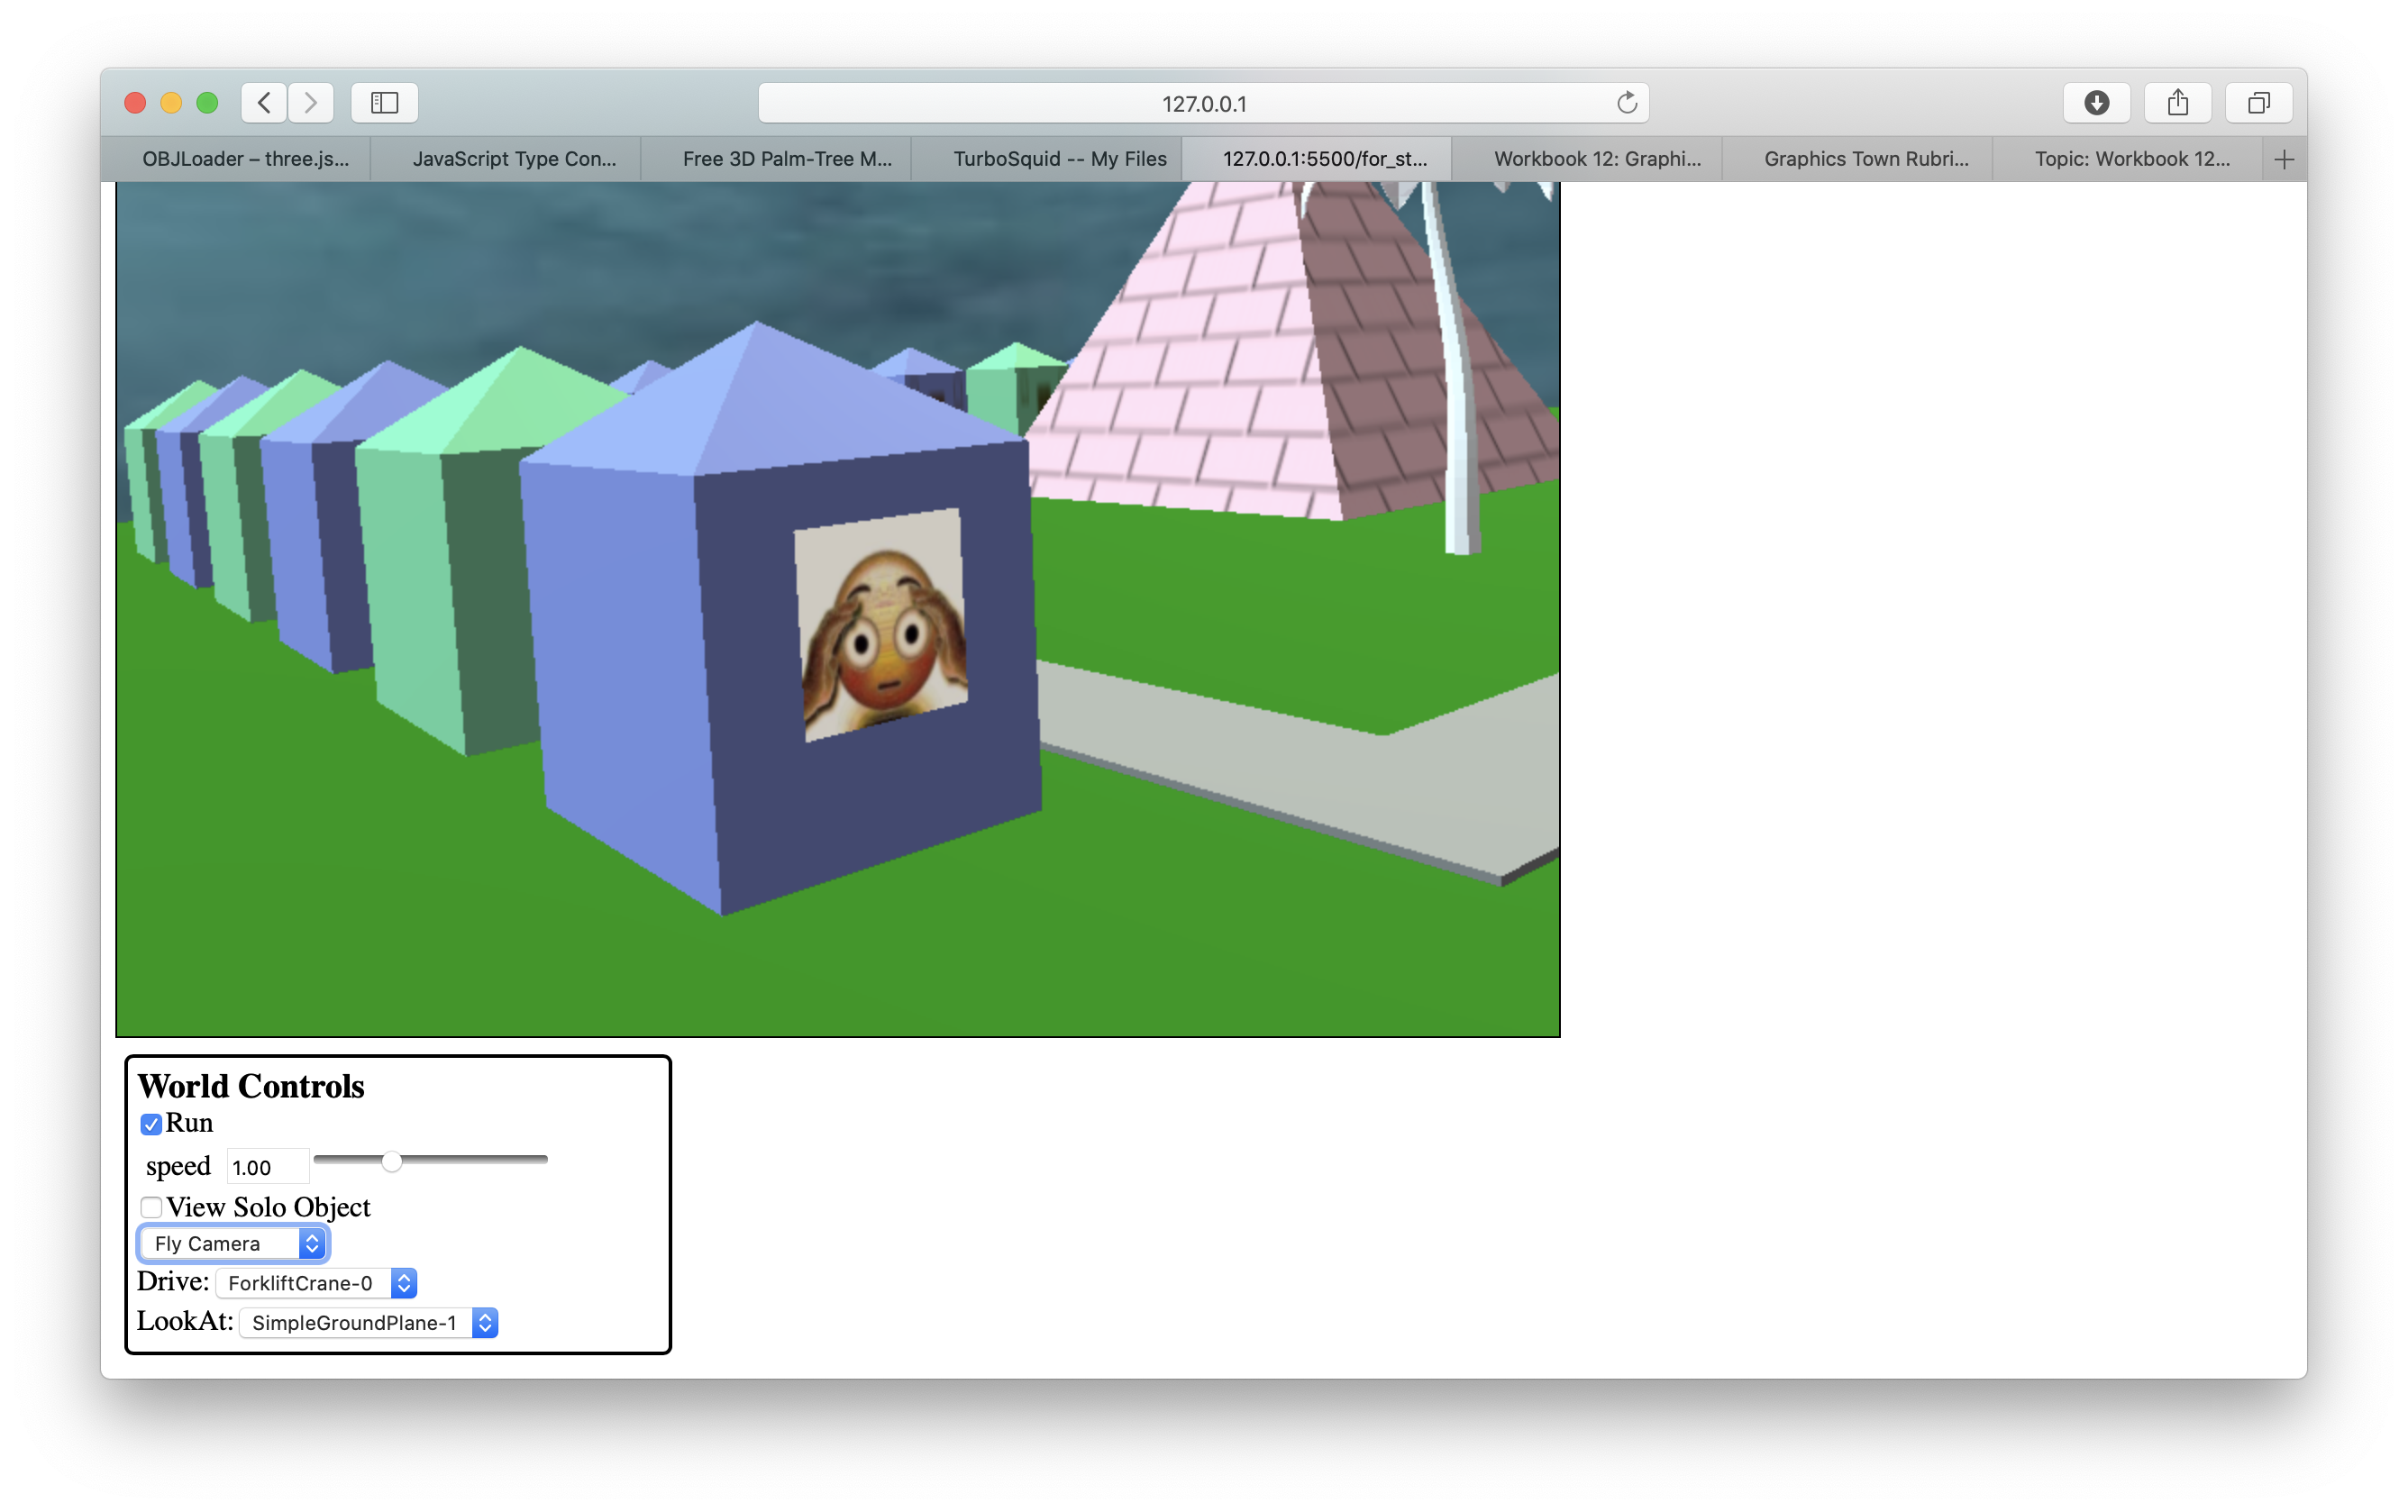 127.0.0.1
OBJLoader – three.js...
JavaScript Type Con...
Free 3D Palm-Tree M...
TurboSquid -- My Files
127.0.0.1:5500/for_st...
Workbook 12: Graphi...
Graphics Town Rubri...
Topic: Workbook 12...
World Controls
Run
speed 1.00
View Solo Object
Fly Camera
Drive: ForkliftCrane-0
LookAt: SimpleGroundPlane-1